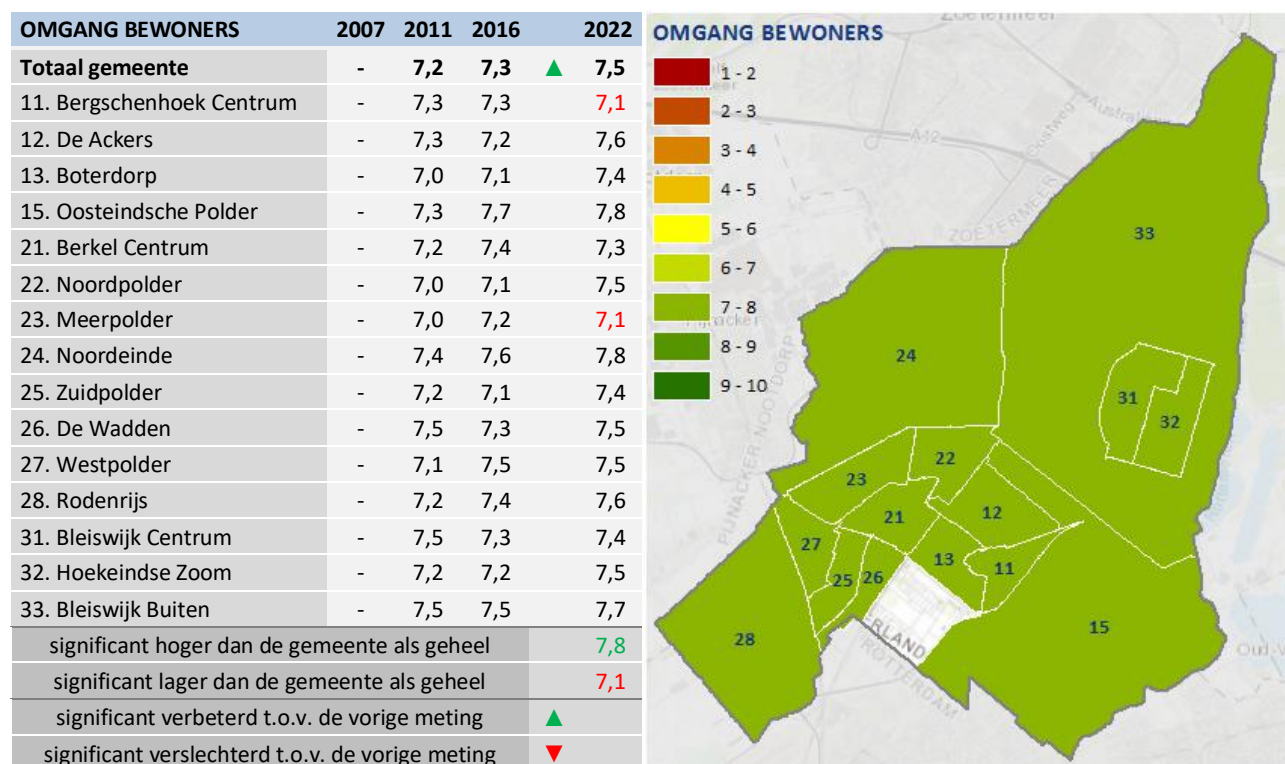 OMGANG BEWONERS 2007 2011 2016 2022
Totaal gemeente - 7,2 7,3 ▲ 7,5
11. Bergschenhoek Centrum - 7,3 7,3 7,1
12. De Ackers - 7,3 7,2 7,6
13. Boterdorp - 7,0 7,1 7,4
15. Oosteindsche Polder - 7,3 7,7 7,8
21. Berkel Centrum - 7,2 7,4 7,3
22. Noordpolder - 7,0 7,1 7,5
23. Meerpolder - 7,0 7,2 7,1
24. Noordeinde - 7,4 7,6 7,8
25. Zuidpolder - 7,2 7,1 7,4
26. De Wadden - 7,5 7,3 7,5
27. Westpolder - 7,1 7,5 7,5
28. Rodenrijs - 7,2 7,4 7,6
31. Bleiswijk Centrum - 7,5 7,3 7,4
32. Hoekeindse Zoom - 7,2 7,2 7,5
33. Bleiswijk Buiten - 7,5 7,5 7,7
significant hoger dan de gemeente als geheel 7,8
significant lager dan de gemeente als geheel 7,1
significant verbeterd t.o.v. de vorige meting ▲
significant verslechterd t.o.v. de vorige meting ▼
OMGANG BEWONERS
1 - 2
2 - 3
3 - 4
4 - 5
5 - 6
6 - 7
7 - 8
8 - 9
9 - 10
Zoetermeer
A12
Oostweg
ZOETERMEER
PIJNACKER-NOOTDORP
33
24
31
32
22
23
12
21
27
13
11
25
26
28
15
ERLAND
ROTTERDAM